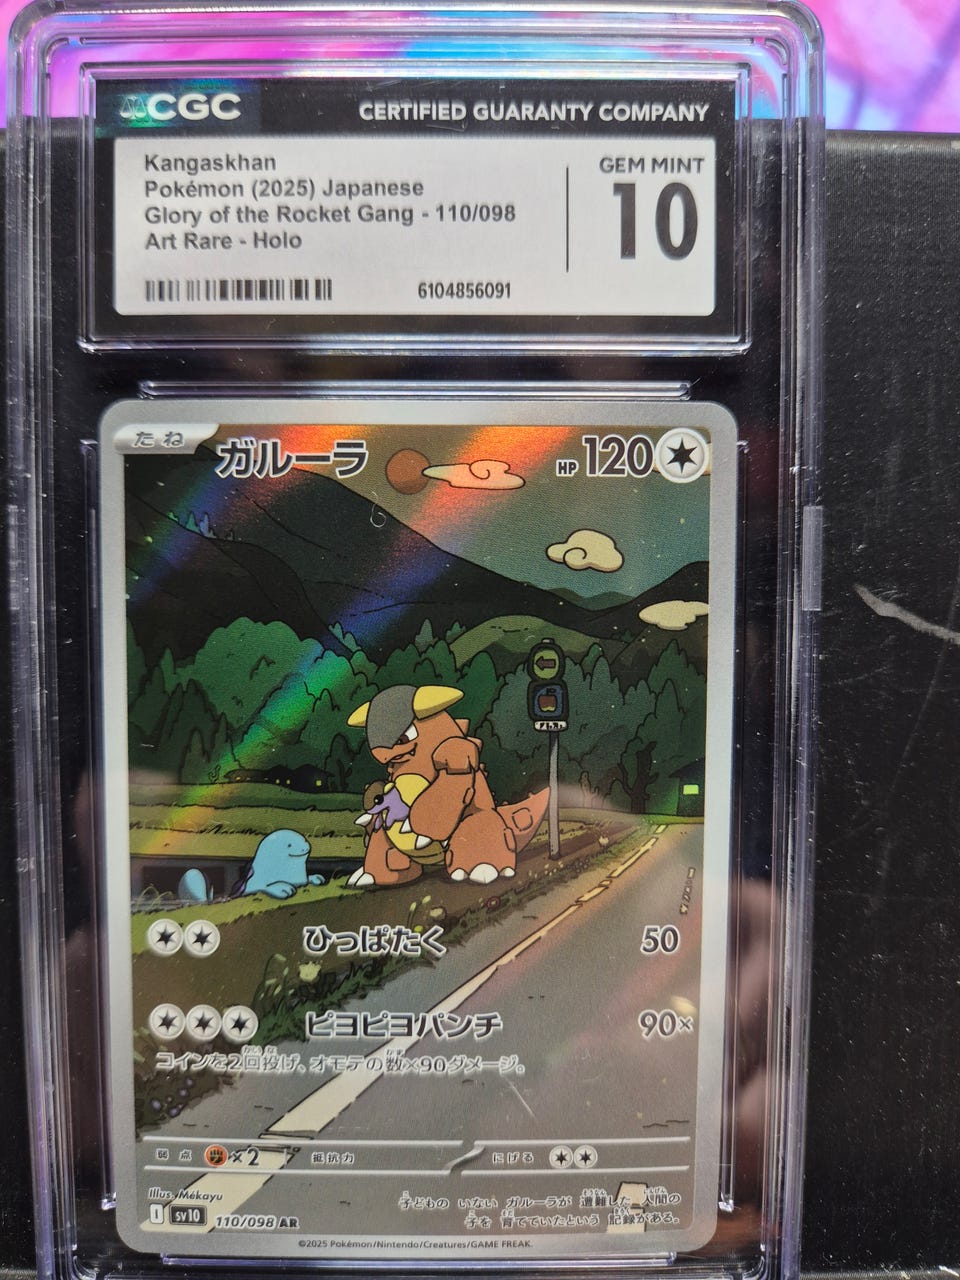 CGC
CERTIFIED GUARANTY COMPANY
Kangaskhan
Pokémon (2025) Japanese
Glory of the Rocket Gang - 110/098
Art Rare - Holo
GEM MINT
10
6104856091
たね
ガルーラ
HP 120
ひっぱたく 50
ピヨピヨパンチ 90×
コインを2回投げ、オモテの数×90ダメージ。
弱点 ×2 抵抗力 にげる
Illus. Mékayu
子どもの いない ガルーラが 遭難した 人間の
子を 育てていたという 記録がある。
I sv10 110/098 AR
©2025 Pokémon/Nintendo/Creatures/GAME FREAK.